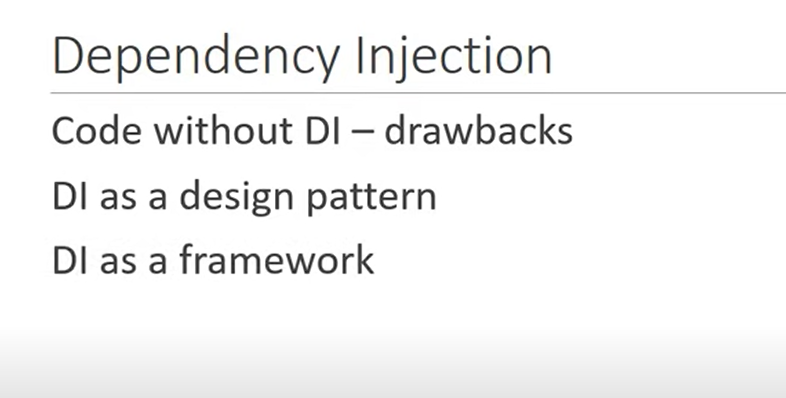 Dependency Injection
Code without DI – drawbacks
DI as a design pattern
DI as a framework